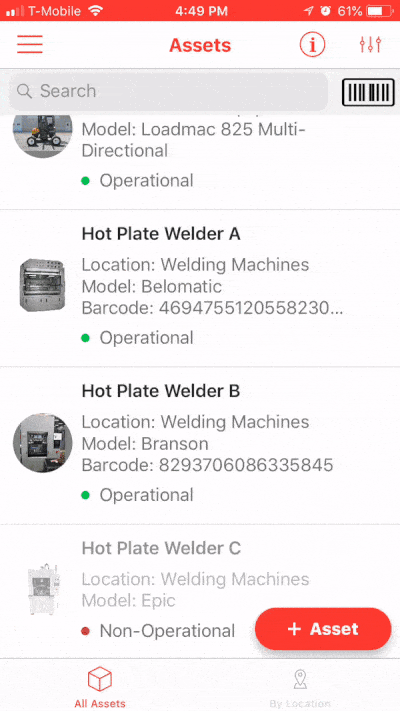 T-Mobile 4:49 PM 61%
Assets
Search
Model: Loadmac 825 Multi-
Directional
Operational
Hot Plate Welder A
Location: Welding Machines
Model: Belomatic
Barcode: 4694755120558230...
Operational
Hot Plate Welder B
Location: Welding Machines
Model: Branson
Barcode: 8293706086335845
Operational
Hot Plate Welder C
Location: Welding Machines
Model: Epic
Non-Operational
+ Asset
All Assets
By Location